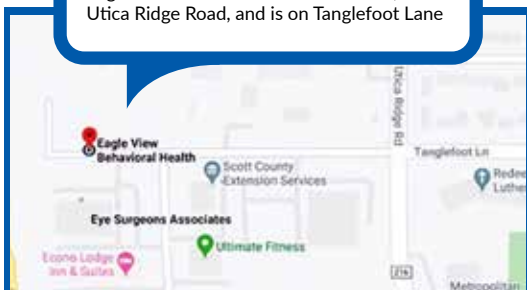 Utica Ridge Road, and is on Tanglefoot Lane
Utica Ridge Rd
Eagle View
Behavioral Health
Tanglefoot Ln
Scott County
Extension Services
Eye Surgeons Associates
Ultimate Fitness
Econo Lodge
Inn & Suites
216
Metropolitan